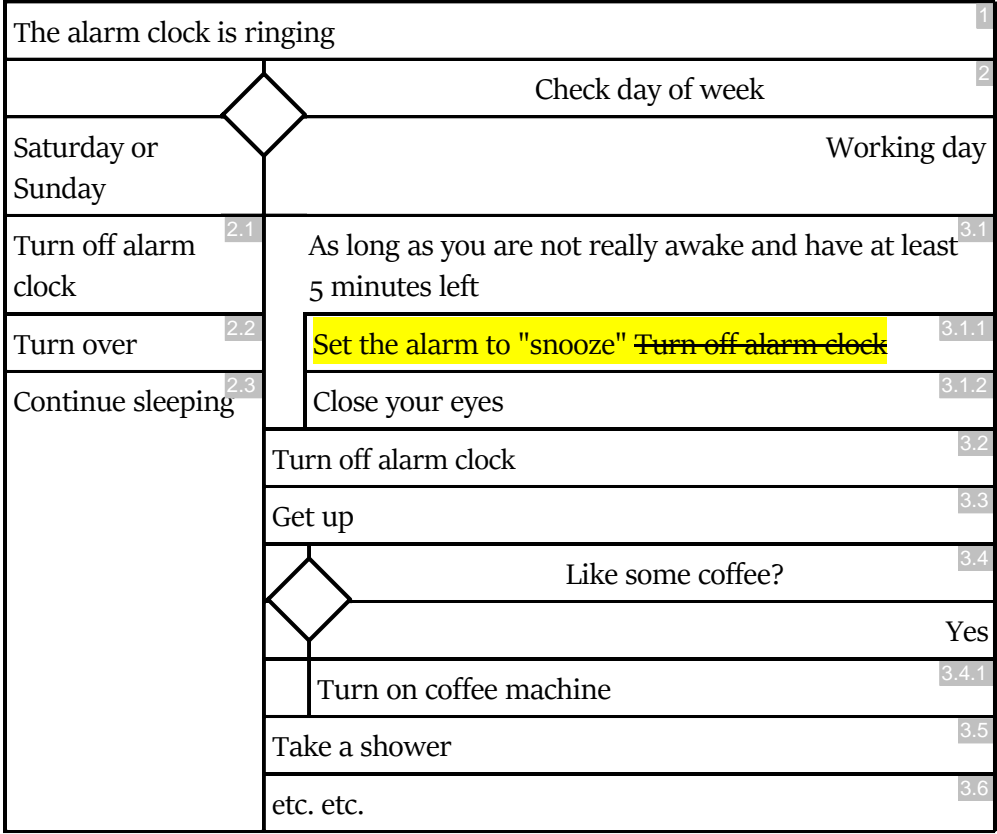 The alarm clock is ringing
1
Check day of week
2
Saturday or
Sunday
Working day
Turn off alarm
clock
2.1
Turn over
2.2
Continue sleeping
2.3
As long as you are not really awake and have at least
5 minutes left
3.1
Set the alarm to "snooze" Turn off alarm clock
3.1.1
Close your eyes
3.1.2
Turn off alarm clock
3.2
Get up
3.3
Like some coffee?
3.4
Yes
Turn on coffee machine
3.4.1
Take a shower
3.5
etc. etc.
3.6